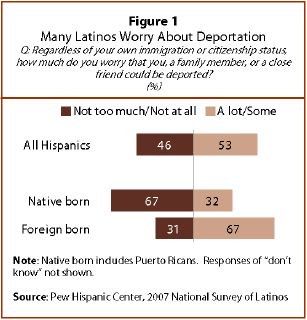 Figure 1
Many Latinos Worry About Deportation
Q: Regardless of your own immigration or citizenship status,
how much do you worry that you, a family member, or a close
friend could be deported?
(%)
Not too much/Not at all A lot/Some
All Hispanics 46 53
Native born 67 32
Foreign born 31 67
Note: Native born includes Puerto Ricans. Responses of "don't
know" not shown.
Source: Pew Hispanic Center, 2007 National Survey of Latinos